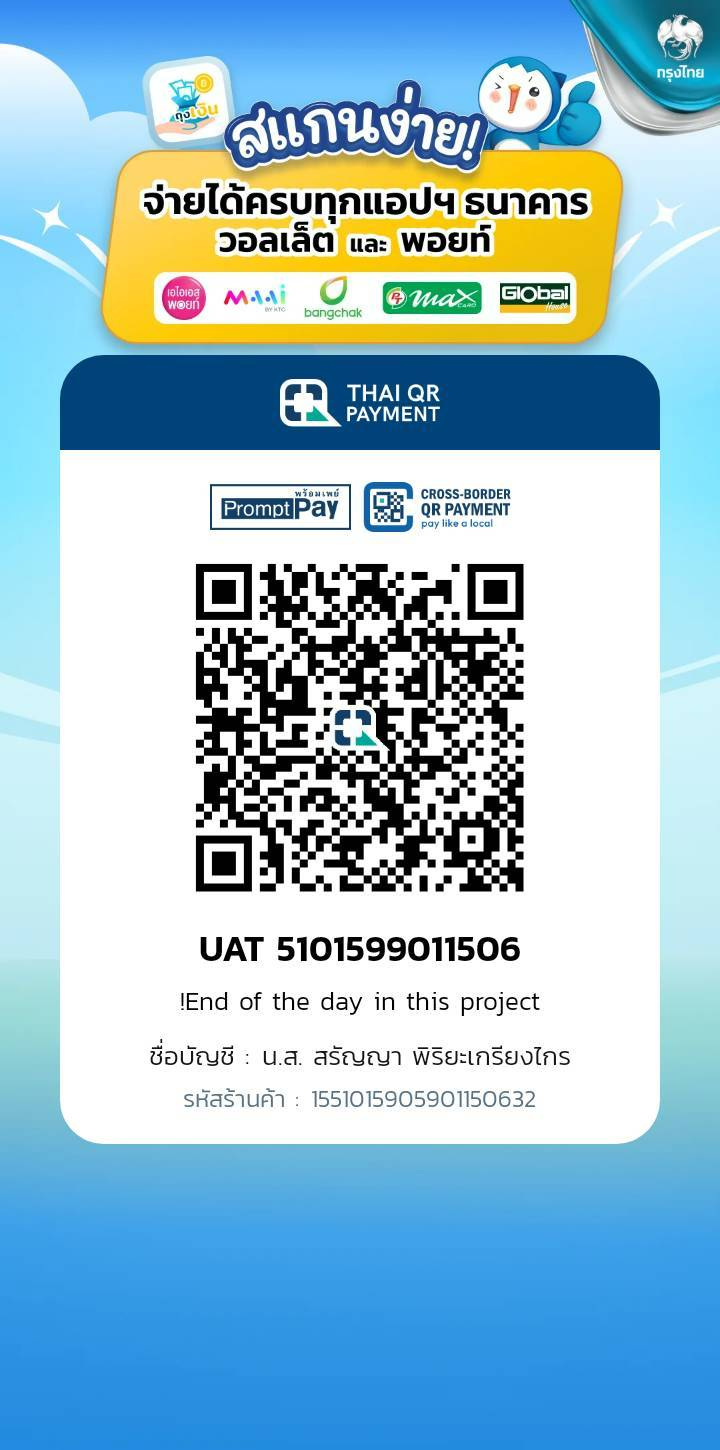 กรุงไทย
ถุงเงิน
สแกนง่าย!
จ่ายได้ครบทุกแอปฯ ธนาคาร
วอลเล็ต และ พอยท์
เอไอเอส พอยท์
MAAI BY KTC
bangchak
PT max CARD
Global House
THAI QR PAYMENT
พร้อมเพย์
PromptPay
CROSS-BORDER
QR PAYMENT
pay like a local
UAT 5101599011506
!End of the day in this project
ชื่อบัญชี : น.ส. สรัญญา พิริยะเกรียงไกร
รหัสร้านค้า : 1551015905901150632